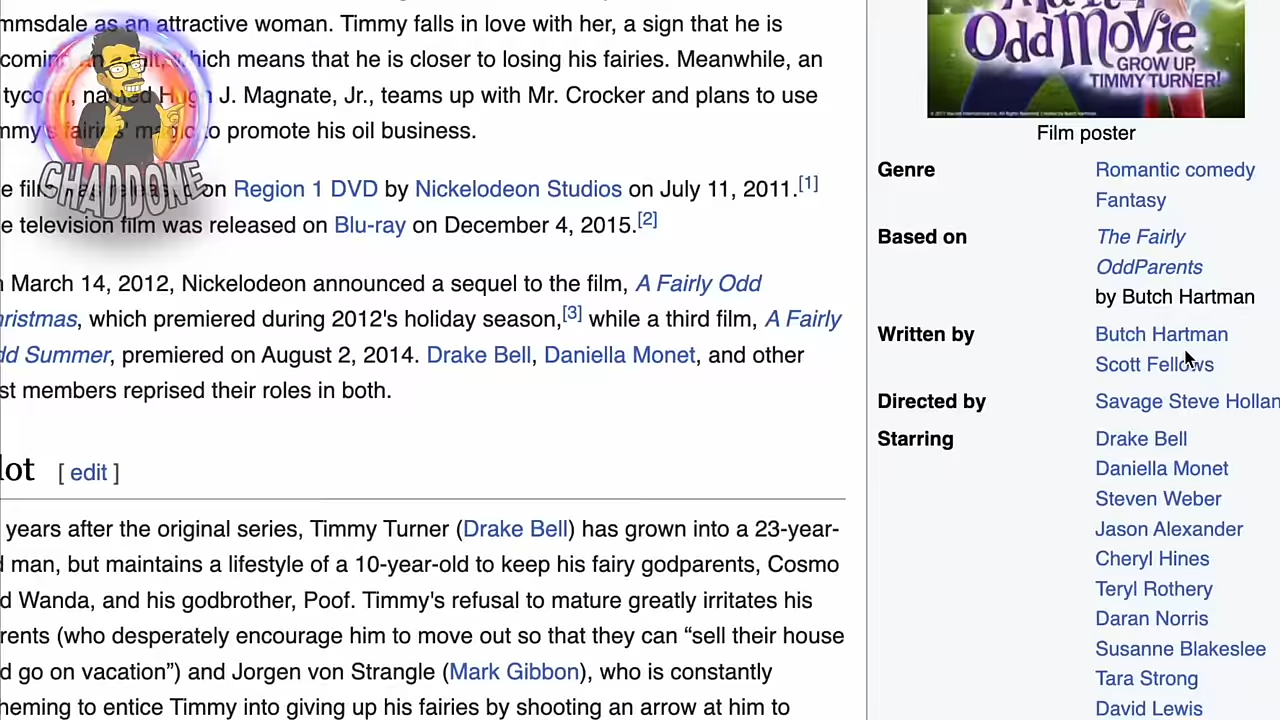 mmsdale as an attractive woman. Timmy falls in love with her, a sign that he is
coming an adult, which means that he is closer to losing his fairies. Meanwhile, an
tycoon, named Hugh J. Magnate, Jr., teams up with Mr. Crocker and plans to use
mmy's fairies' magic to promote his oil business.
CHADDONE
e film was released on Region 1 DVD by Nickelodeon Studios on July 11, 2011.[1]
e television film was released on Blu-ray on December 4, 2015.[2]
March 14, 2012, Nickelodeon announced a sequel to the film, A Fairly Odd
hristmas, which premiered during 2012's holiday season,[3] while a third film, A Fairly
dd Summer, premiered on August 2, 2014. Drake Bell, Daniella Monet, and other
st members reprised their roles in both.
lot [ edit ]
years after the original series, Timmy Turner (Drake Bell) has grown into a 23-year-
d man, but maintains a lifestyle of a 10-year-old to keep his fairy godparents, Cosmo
d Wanda, and his godbrother, Poof. Timmy's refusal to mature greatly irritates his
rents (who desperately encourage him to move out so that they can “sell their house
d go on vacation”) and Jorgen von Strangle (Mark Gibbon), who is constantly
heming to entice Timmy into giving up his fairies by shooting an arrow at him to
Odd Movie
GROW UP,
TIMMY TURNER!
Film poster
Genre Romantic comedy
Fantasy
Based on The Fairly
OddParents
by Butch Hartman
Written by Butch Hartman
Scott Fellows
Directed by Savage Steve Hollan
Starring Drake Bell
Daniella Monet
Steven Weber
Jason Alexander
Cheryl Hines
Teryl Rothery
Daran Norris
Susanne Blakeslee
Tara Strong
David Lewis